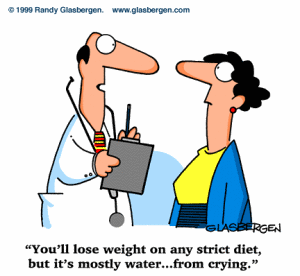 © 1999 Randy Glasbergen. www.glasbergen.com
GLASBERGEN
“You'll lose weight on any strict diet,
but it's mostly water...from crying.”